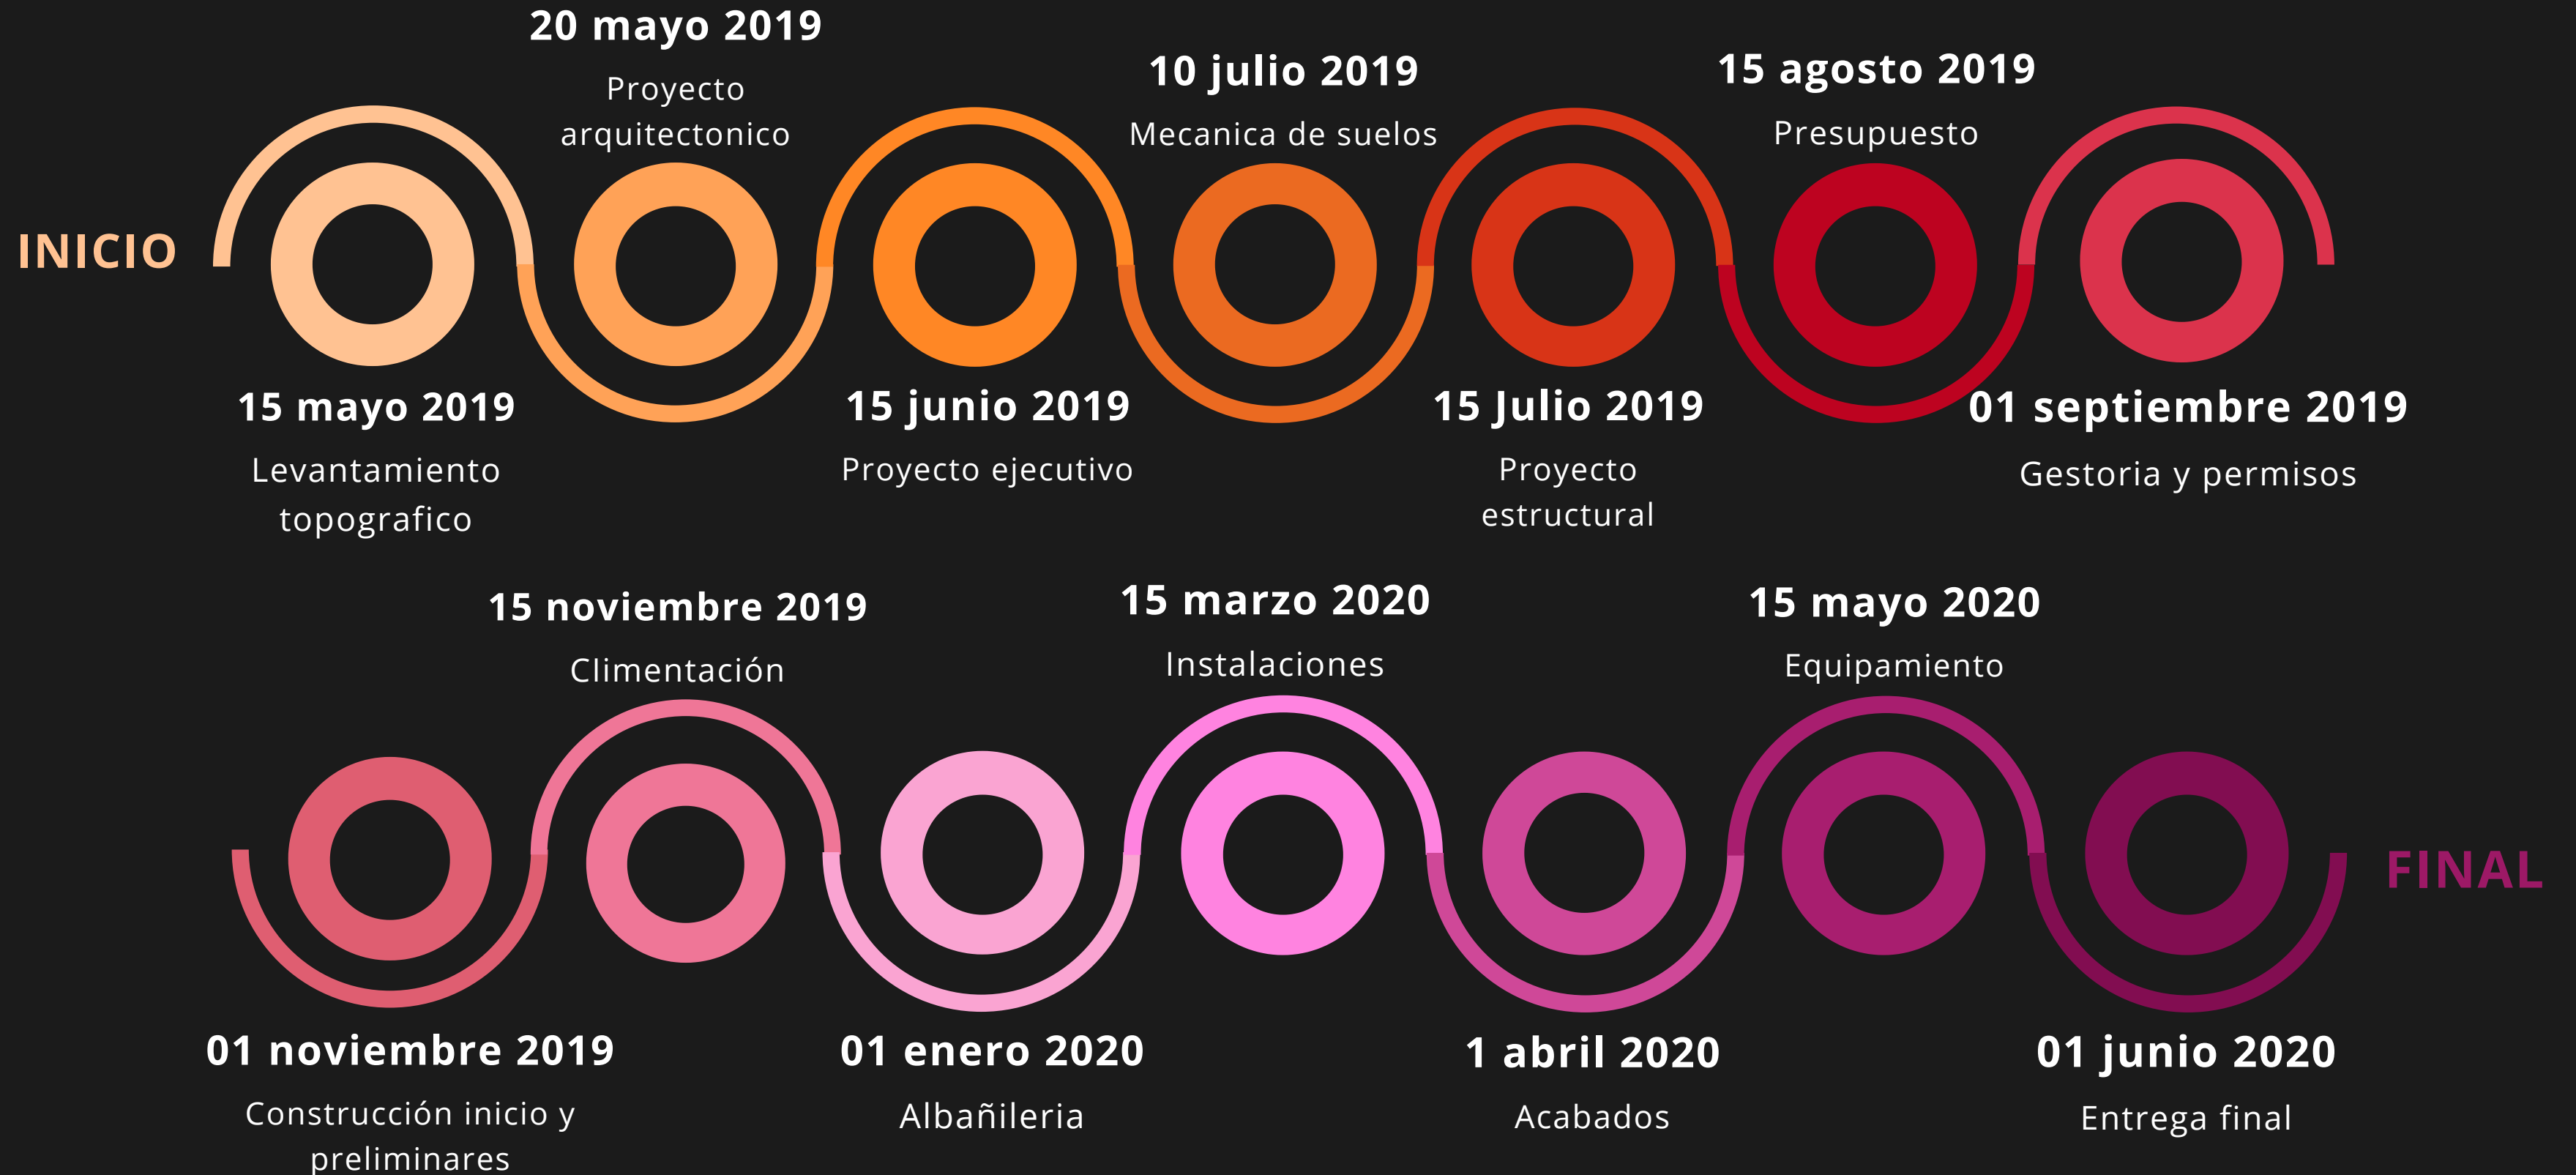 INICIO
15 mayo 2019
Levantamiento
topografico
20 mayo 2019
Proyecto
arquitectonico
15 junio 2019
Proyecto ejecutivo
10 julio 2019
Mecanica de suelos
15 Julio 2019
Proyecto
estructural
15 agosto 2019
Presupuesto
01 septiembre 2019
Gestoria y permisos
01 noviembre 2019
Construcción inicio y
preliminares
15 noviembre 2019
Climentación
01 enero 2020
Albañileria
15 marzo 2020
Instalaciones
1 abril 2020
Acabados
15 mayo 2020
Equipamiento
01 junio 2020
Entrega final
FINAL